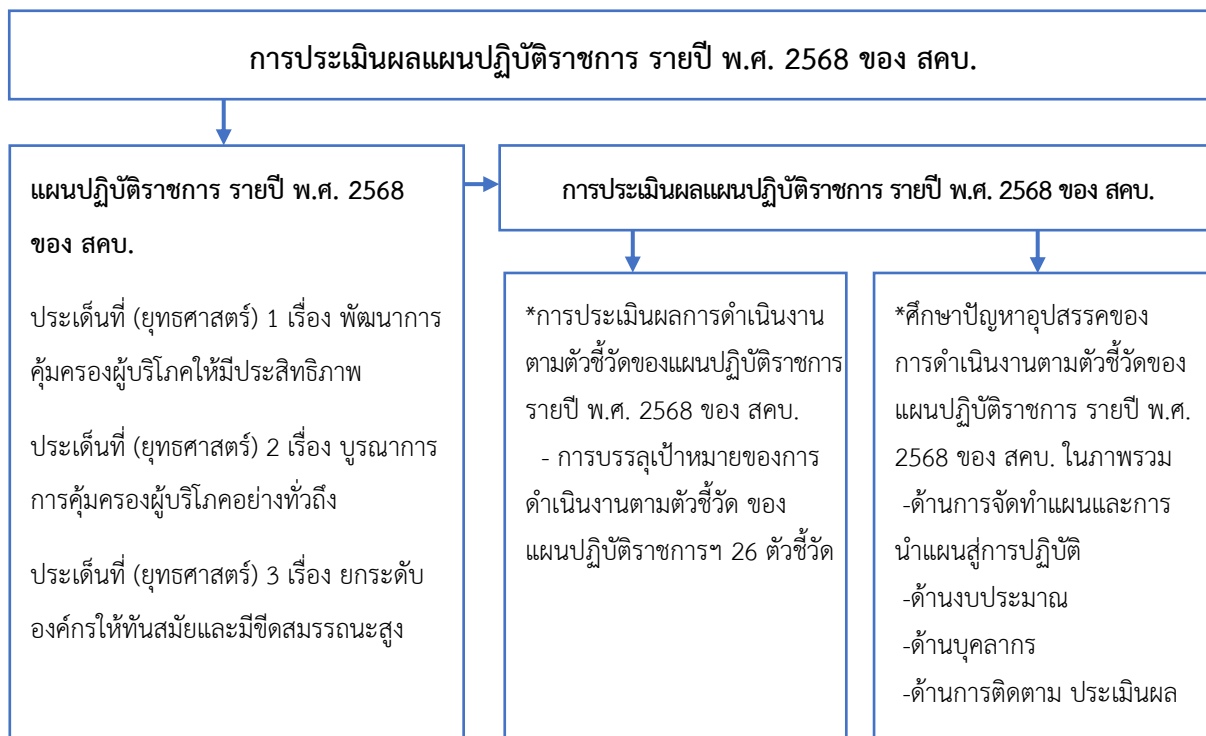 การประเมินผลแผนปฏิบัติราชการ รายปี พ.ศ. 2568 ของ สคบ.
แผนปฏิบัติราชการ รายปี พ.ศ. 2568
ของ สคบ.
ประเด็นที่ (ยุทธศาสตร์) 1 เรื่อง พัฒนาการ
คุ้มครองผู้บริโภคให้มีประสิทธิภาพ
ประเด็นที่ (ยุทธศาสตร์) 2 เรื่อง บูรณาการ
การคุ้มครองผู้บริโภคอย่างทั่วถึง
ประเด็นที่ (ยุทธศาสตร์) 3 เรื่อง ยกระดับ
องค์กรให้ทันสมัยและมีขีดสมรรถนะสูง
การประเมินผลแผนปฏิบัติราชการ รายปี พ.ศ. 2568 ของ สคบ.
*การประเมินผลการดำเนินงาน
ตามตัวชี้วัดของแผนปฏิบัติราชการ
รายปี พ.ศ. 2568 ของ สคบ.
- การบรรลุเป้าหมายของการ
ดำเนินงานตามตัวชี้วัด ของ
แผนปฏิบัติราชการฯ 26 ตัวชี้วัด
*ศึกษาปัญหาอุปสรรคของ
การดำเนินงานตามตัวชี้วัดของ
แผนปฏิบัติราชการ รายปี พ.ศ.
2568 ของ สคบ. ในภาพรวม
-ด้านการจัดทำแผนและการ
นำแผนสู่การปฏิบัติ
-ด้านงบประมาณ
-ด้านบุคลากร
-ด้านการติดตาม ประเมินผล